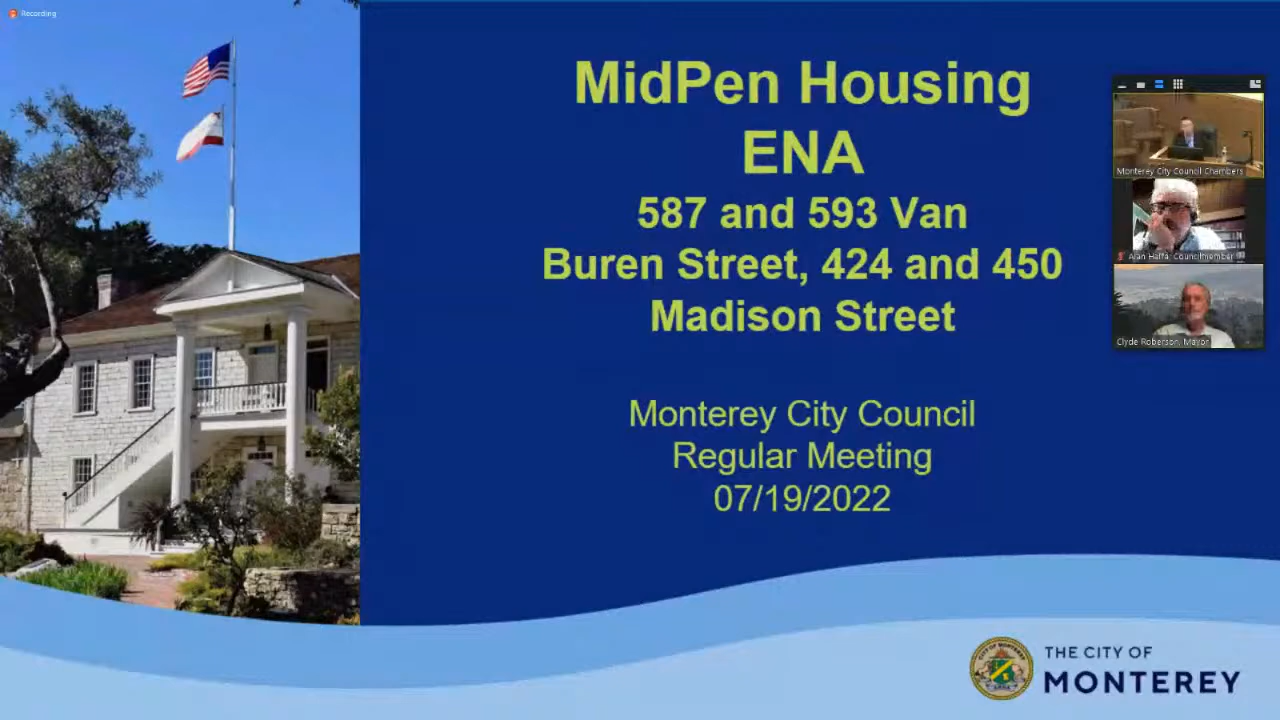 Recording
MidPen Housing
ENA
587 and 593 Van
Buren Street, 424 and 450
Madison Street
Monterey City Council
Regular Meeting
07/19/2022
Monterey City Council Chambers
Alan Haffa, Councilmember
Clyde Roberson, Mayor
THE CITY OF
MONTEREY